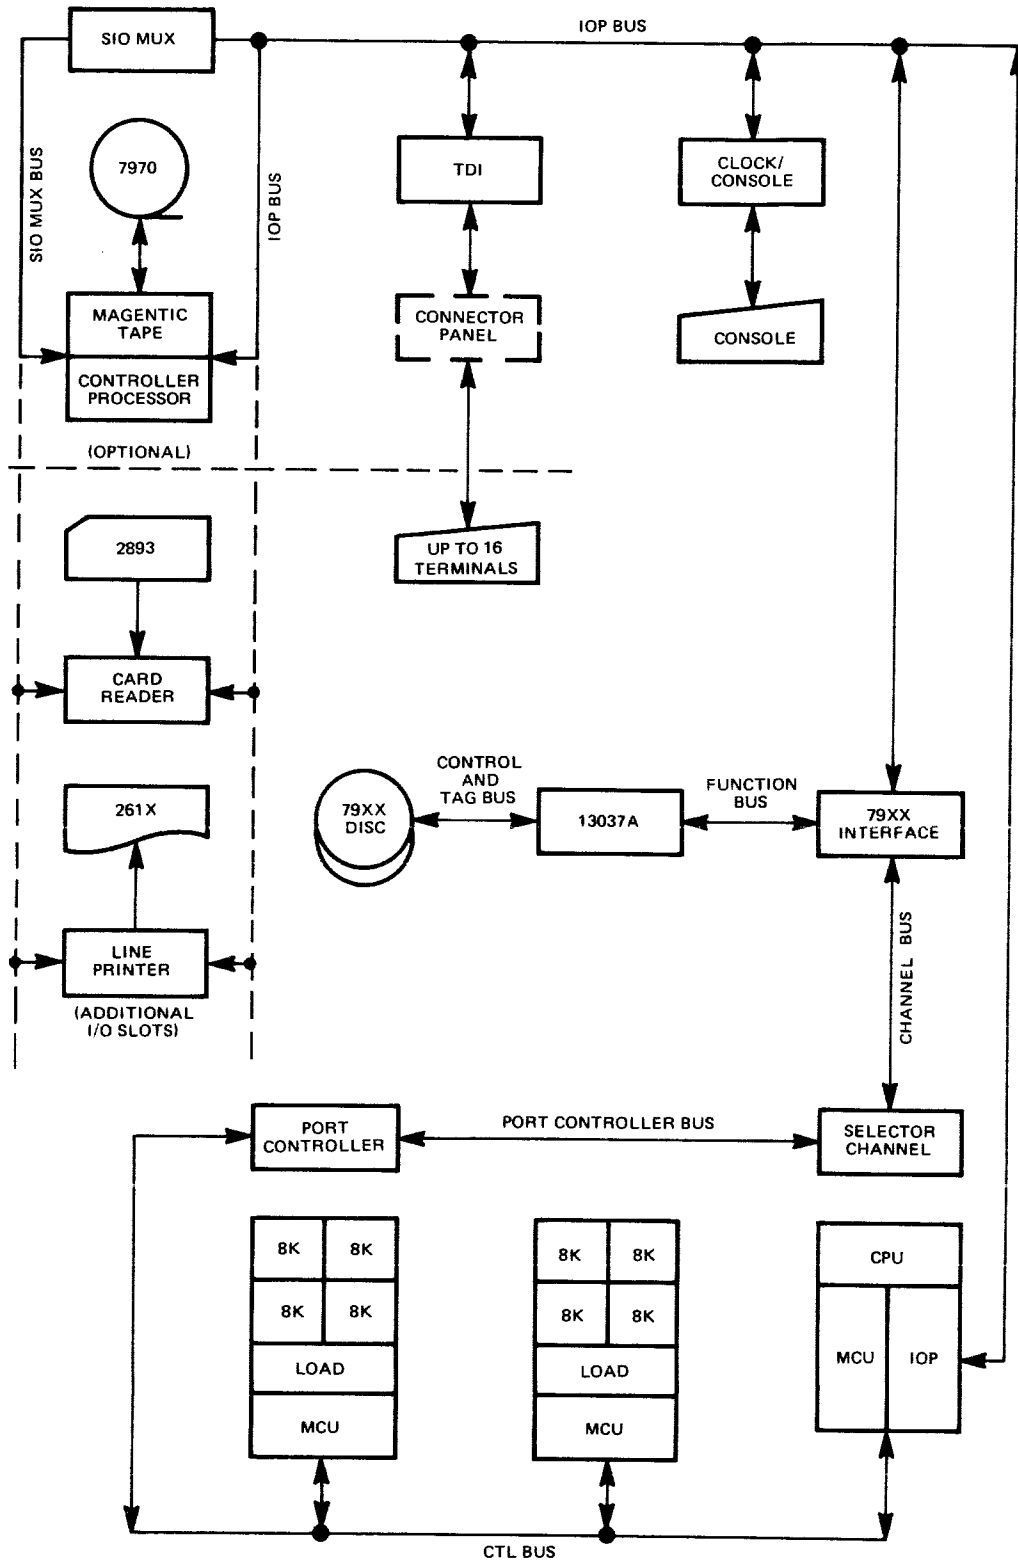 SIO MUX
IOP BUS
SIO MUX BUS
7970
IOP BUS
TDI
CLOCK/
CONSOLE
MAGENTIC
TAPE
CONTROLLER
PROCESSOR
(OPTIONAL)
CONNECTOR
PANEL
CONSOLE
2893
UP TO 16
TERMINALS
CARD
READER
261X
CONTROL
AND
TAG BUS
FUNCTION
BUS
79XX
DISC
13037A
79XX
INTERFACE
LINE
PRINTER
(ADDITIONAL
I/O SLOTS)
CHANNEL BUS
PORT
CONTROLLER
PORT CONTROLLER BUS
SELECTOR
CHANNEL
8K
8K
8K
8K
LOAD
MCU
8K
8K
8K
8K
LOAD
MCU
CPU
MCU
IOP
CTL BUS